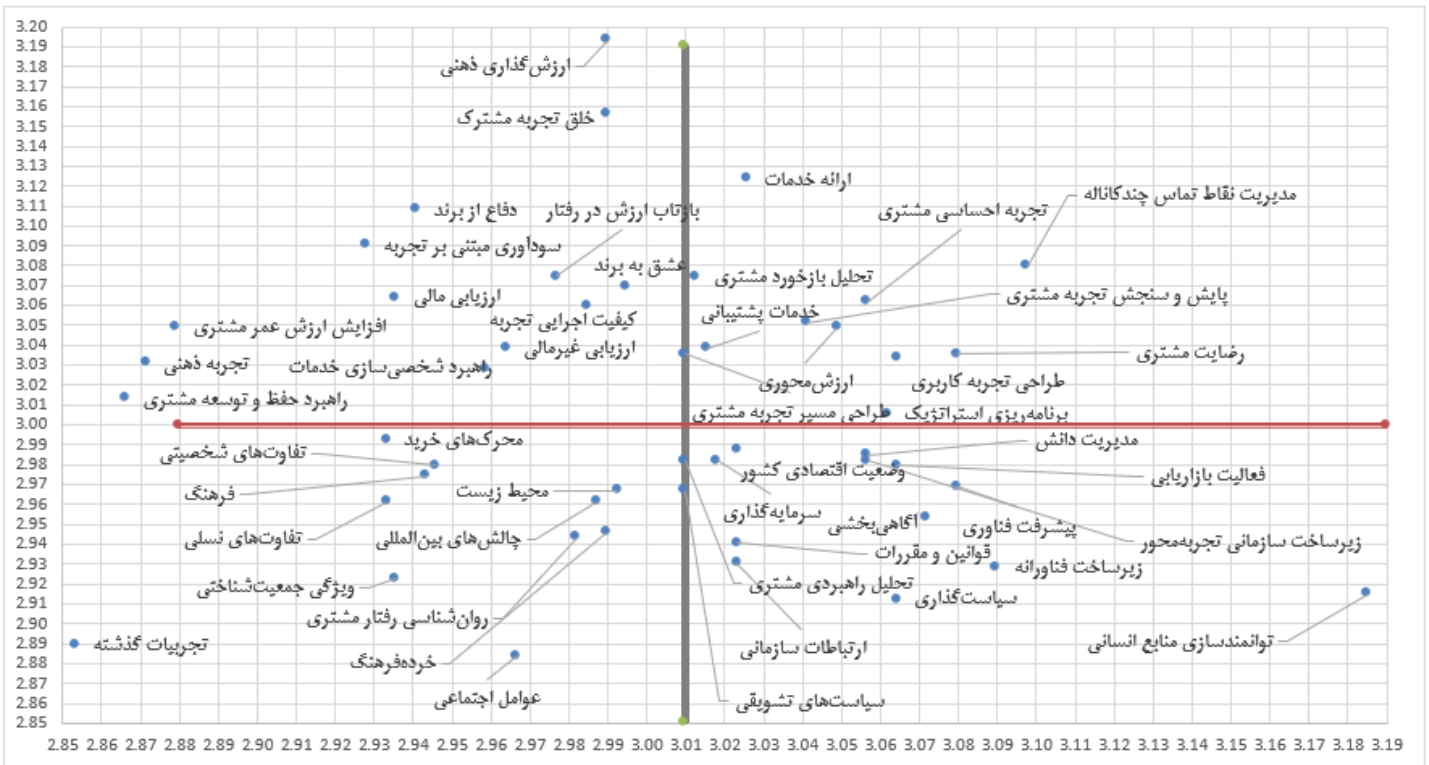 3.20
3.19
3.18
3.17
3.16
3.15
3.14
3.13
3.12
3.11
3.10
3.09
3.08
3.07
3.06
3.05
3.04
3.03
3.02
3.01
3.00
2.99
2.98
2.97
2.96
2.95
2.94
2.93
2.92
2.91
2.90
2.89
2.88
2.87
2.86
2.85
ارزش‌گذاری ذهنی
خلق تجربه مشترک
ارائه خدمات
مدیریت نقاط تماس چندکاناله
تجربه احساسی مشتری
بازتاب ارزش در رفتار
دفاع از برند
سودآوری مبتنی بر تجربه
عشق به برند
تحلیل بازخورد مشتری
پایش و سنجش تجربه مشتری
ارزیابی مالی
خدمات پشتیبانی
کیفیت اجرایی تجربه
افزایش ارزش عمر مشتری
ارزیابی غیرمالی
رضایت مشتری
تجربه ذهنی
راهبرد شخصی‌سازی خدمات
ارزش‌محوری
طراحی تجربه کاربری
راهبرد حفظ و توسعه مشتری
طراحی مسیر تجربه مشتری
برنامه‌ریزی استراتژیک
محرک‌های خرید
مدیریت دانش
تفاوت‌های شخصیتی
وضعیت اقتصادی کشور
فعالیت بازاریابی
فرهنگ
محیط زیست
سرمایه‌گذاری
آگاهی‌بخشی
پیشرفت فناوری
تفاوت‌های نسلی
چالش‌های بین‌المللی
زیرساخت سازمانی تجربه‌محور
قوانین و مقررات
زیرساخت فناورانه
ویژگی جمعیت‌شناختی
تحلیل راهبردی مشتری
سیاست‌گذاری
روان‌شناسی رفتار مشتری
تجربیات گذشته
ارتباطات سازمانی
توانمندسازی منابع انسانی
خرده‌فرهنگ
عوامل اجتماعی
سیاست‌های تشویقی
2.85 2.86 2.87 2.88 2.89 2.90 2.91 2.92 2.93 2.94 2.95 2.96 2.97 2.98 2.99 3.00 3.01 3.02 3.03 3.04 3.05 3.06 3.07 3.08 3.09 3.10 3.11 3.12 3.13 3.14 3.15 3.16 3.17 3.18 3.19